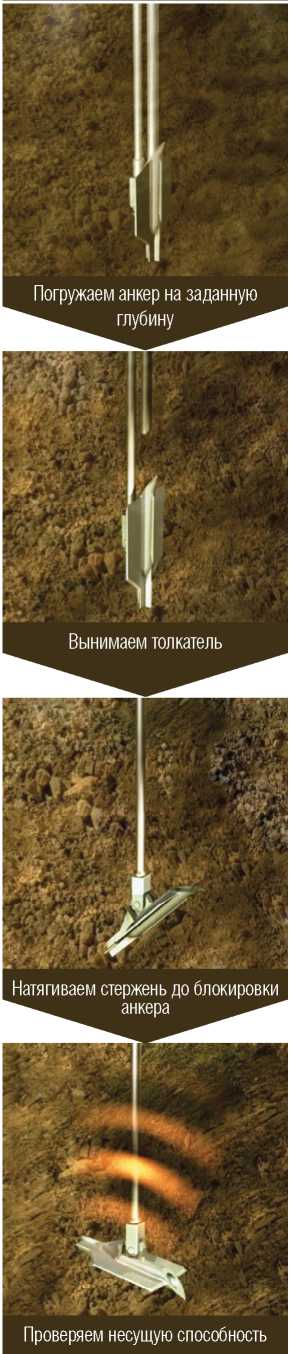 Погружаем анкер на заданную
глубину
Вынимаем толкатель
Натягиваем стержень до блокировки
анкера
Проверяем несущую способность